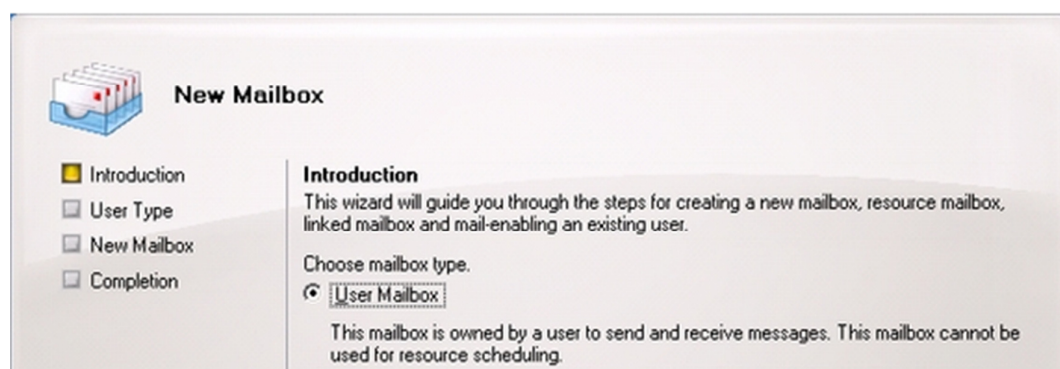 New Mailbox
Introduction
User Type
New Mailbox
Completion
Introduction
This wizard will guide you through the steps for creating a new mailbox, resource mailbox,
linked mailbox and mail-enabling an existing user.
Choose mailbox type.
User Mailbox
This mailbox is owned by a user to send and receive messages. This mailbox cannot be
used for resource scheduling.